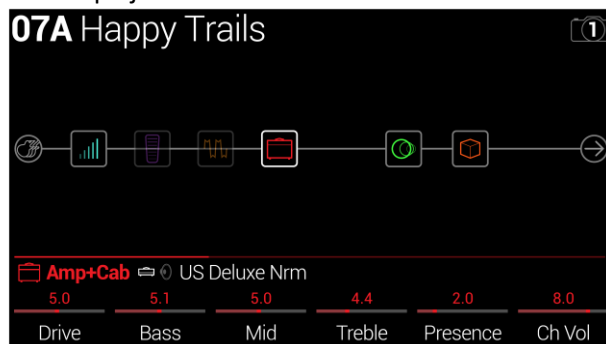 07A Happy Trails
1
Amp+Cab US Deluxe Nrm
5.0 5.1 5.0 4.4 2.0 8.0
Drive Bass Mid Treble Presence Ch Vol